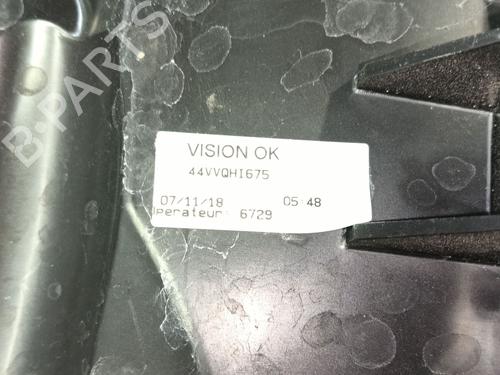 B-PARTS
VISION OK
44VVQHI675
07/11/18 05:48
Operateur: 6729